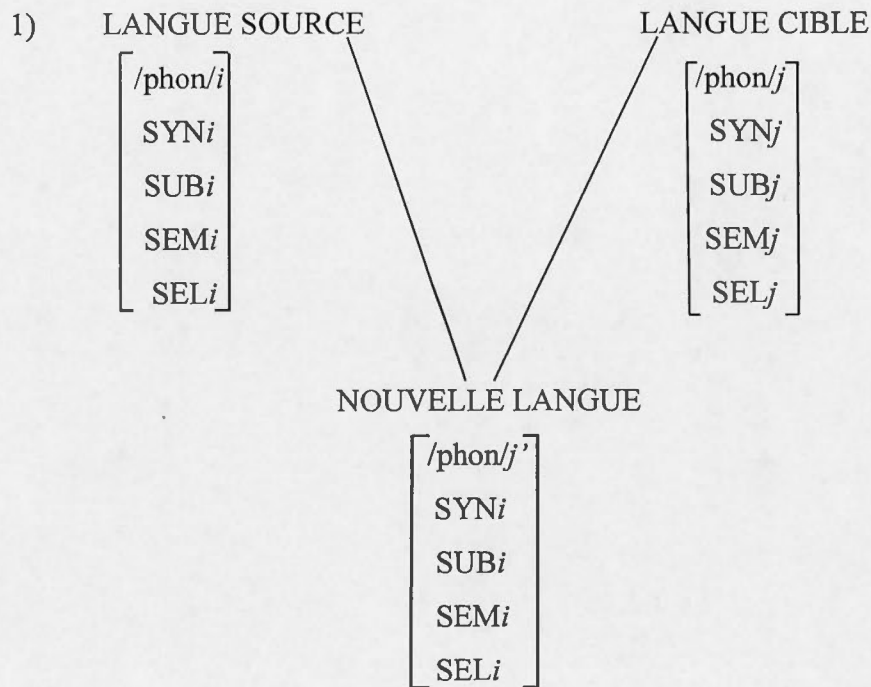 1) LANGUE SOURCE LANGUE CIBLE
/phon/i /phon/j
SYNi SYNj
SUBi SUBj
SEMi SEMj
SELi SELj
NOUVELLE LANGUE
/phon/j’
SYNi
SUBi
SEMi
SELi